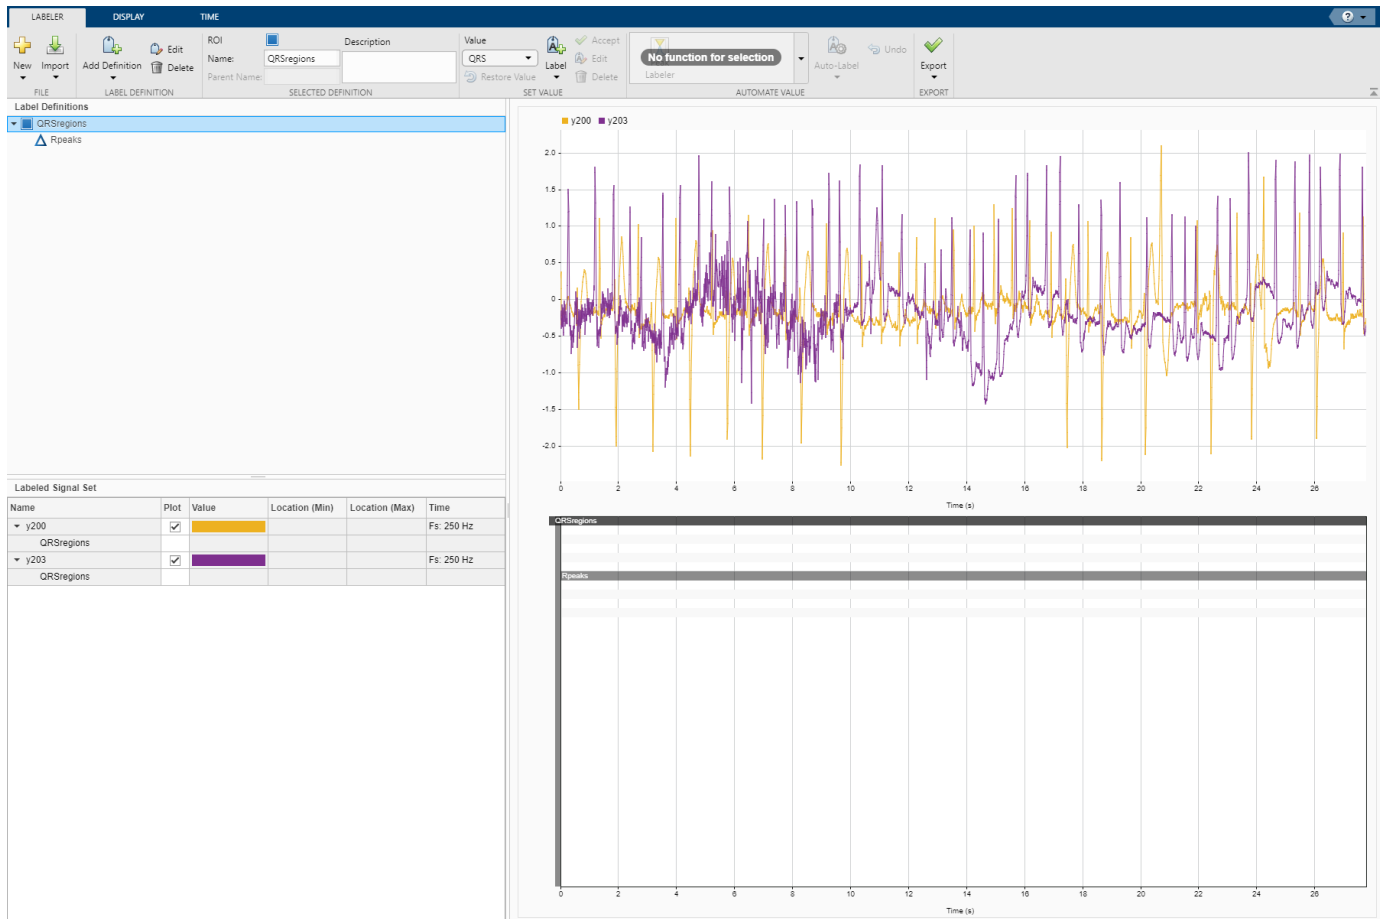 LABELER DISPLAY TIME ?
New Import Add Definition Edit Delete
ROI Description
Name: QRSregions
Parent Name:
Value
QRS
Restore Value
Label Accept Edit Delete
No function for selection
Labeler
Auto-Label Undo Export
FILE LABEL DEFINITION SELECTED DEFINITION SET VALUE AUTOMATE VALUE EXPORT
Label Definitions
QRSregions
Rpeaks
Labeled Signal Set
Name Plot Value Location (Min) Location (Max) Time
y200 Fs: 250 Hz
QRSregions
y203 Fs: 250 Hz
QRSregions
y200 y203
2.0
1.5
1.0
0.5
0
-0.5
-1.0
-1.5
-2.0
0 2 4 6 8 10 12 14 16 18 20 22 24 26
Time (s)
QRSregions
Rpeaks
0 2 4 6 8 10 12 14 16 18 20 22 24 26
Time (s)